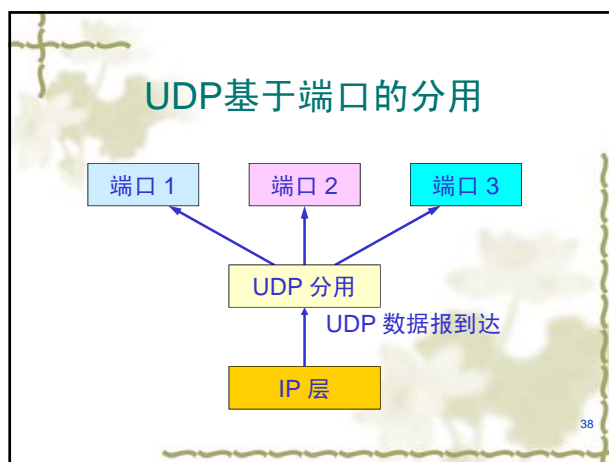 UDP基于端口的分用
端口 1 端口 2 端口 3
UDP 分用
UDP 数据报到达
IP 层
38